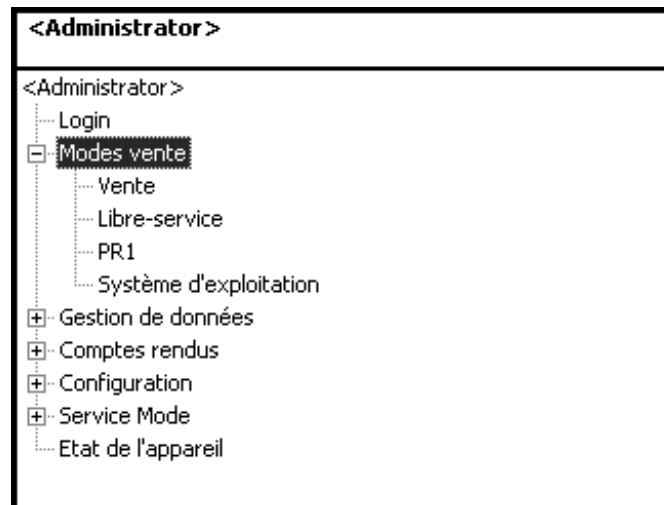 <Administrator>
<Administrator>
Login
Modes vente
Vente
Libre-service
PR1
Système d'exploitation
Gestion de données
Comptes rendus
Configuration
Service Mode
Etat de l'appareil